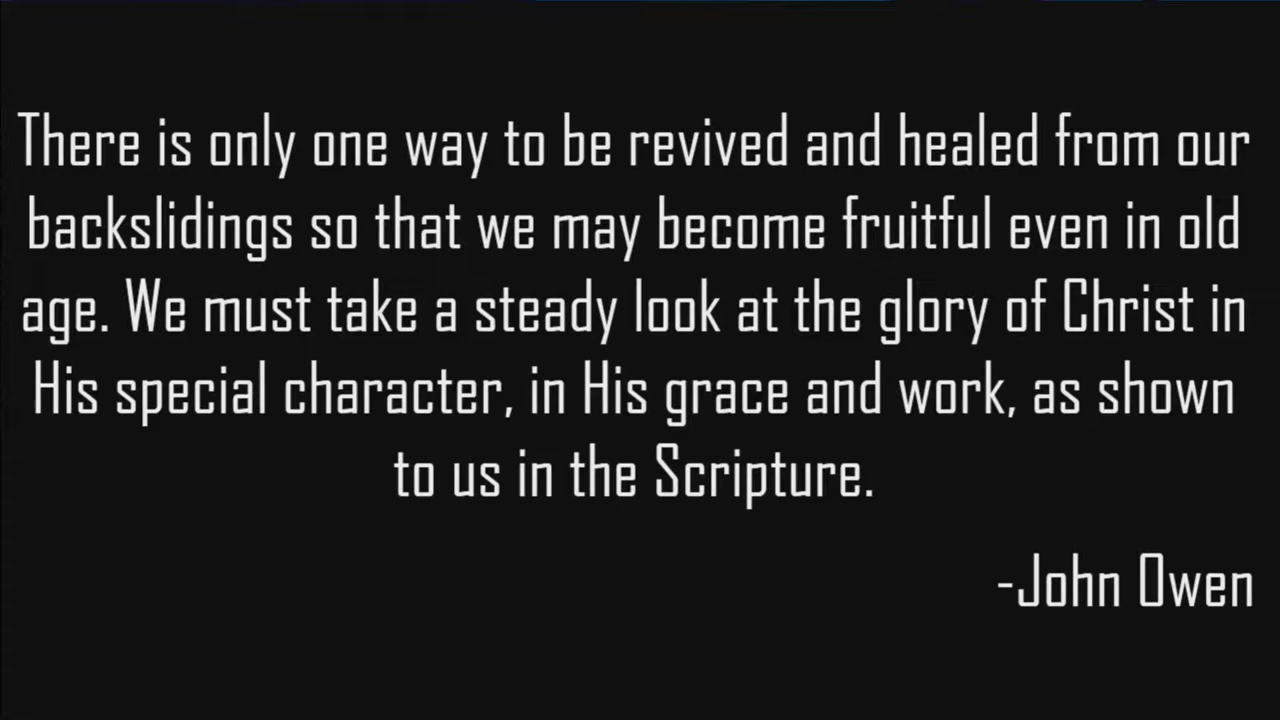 There is only one way to be revived and healed from our
backslidings so that we may become fruitful even in old
age. We must take a steady look at the glory of Christ in
His special character, in His grace and work, as shown
to us in the Scripture.
-John Owen